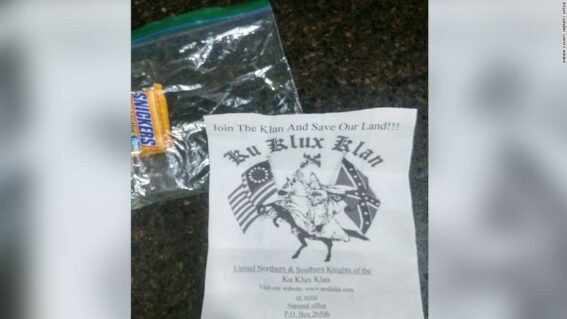 SNICKERS
Join The Klan And Save Our Land!!!
Ku Klux Klan
United Northern & Southern Knights of the
Ku Klux Klan
Visit our website: www.unskkkk.com
or write
National office
P.O. Box 26506